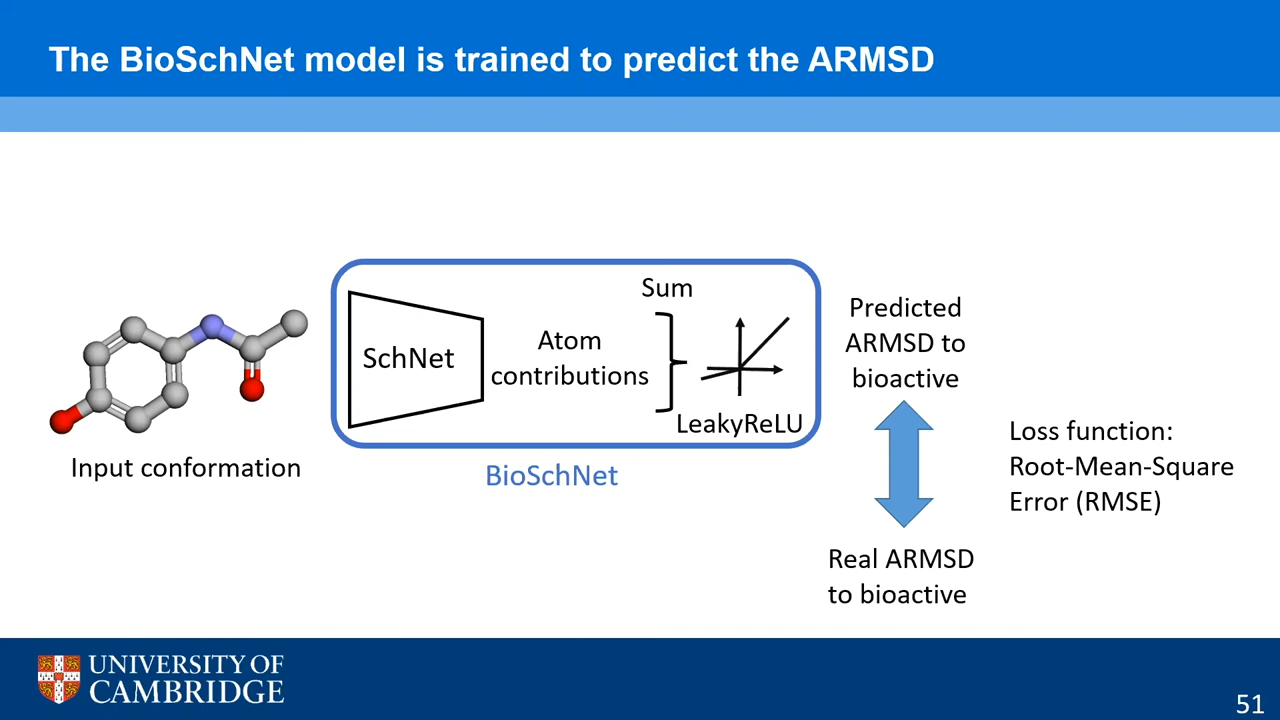 The BioSchNet model is trained to predict the ARMSD
Input conformation
SchNet
Atom
contributions
Sum
LeakyReLU
BioSchNet
Predicted
ARMSD to
bioactive
Real ARMSD
to bioactive
Loss function:
Root-Mean-Square
Error (RMSE)
UNIVERSITY OF
CAMBRIDGE
51